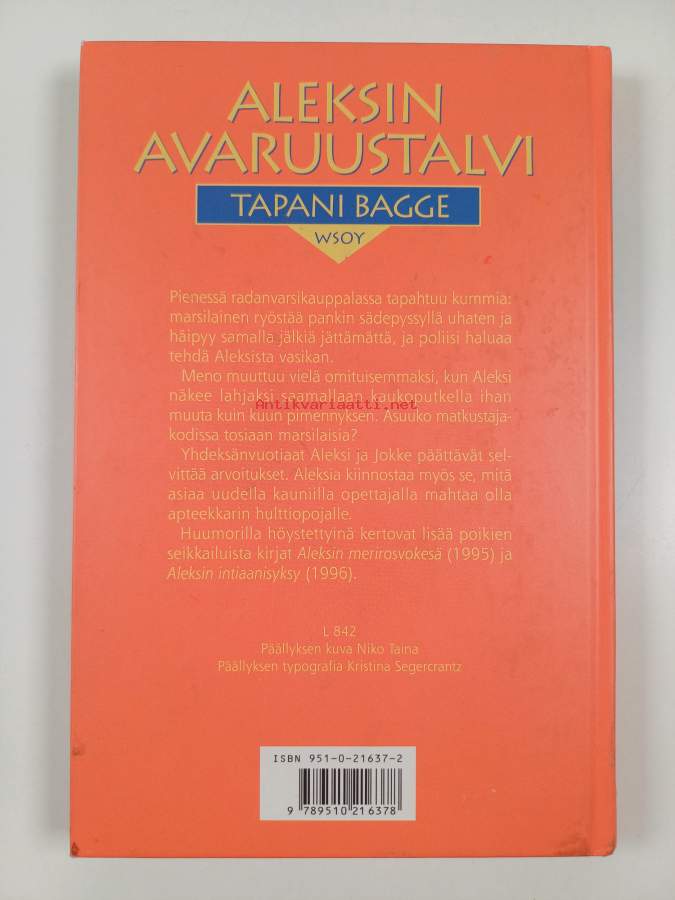 ALEKSIN
AVARUUSTALVI
TAPANI BAGGE
WSOY
Pienessä radanvarsikauppalassa tapahtuu kummia:
marsilainen ryöstää pankin sädepyssyllä uhaten ja
häipyy samalla jälkiä jättämättä, ja poliisi haluaa
tehdä Aleksista vasikan.
Meno muuttuu vielä omituisemmaksi, kun Aleksi
näkee lahjaksi saamallaan kaukoputkella ihan
Antikvariaatti.net
muuta kuin kuun pimennyksen. Asuuko matkustaja-
kodissa tosiaan marsilaisia?
Yhdeksänvuotiaat Aleksi ja Jokke päättävät sel-
vittää arvoitukset. Aleksia kiinnostaa myös se, mitä
asiaa uudella kauniilla opettajalla mahtaa olla
apteekkarin hulttiopojalle.
Huumorilla höystettyinä kertovat lisää poikien
seikkailuista kirjat Aleksin merirosvokesä (1995) ja
Aleksin intiaanisyksy (1996).
L 842
Päällyksen kuva Niko Taina
Päällyksen typografia Kristina Segercrantz
ISBN 951-0-21637-2
9 789510 216378